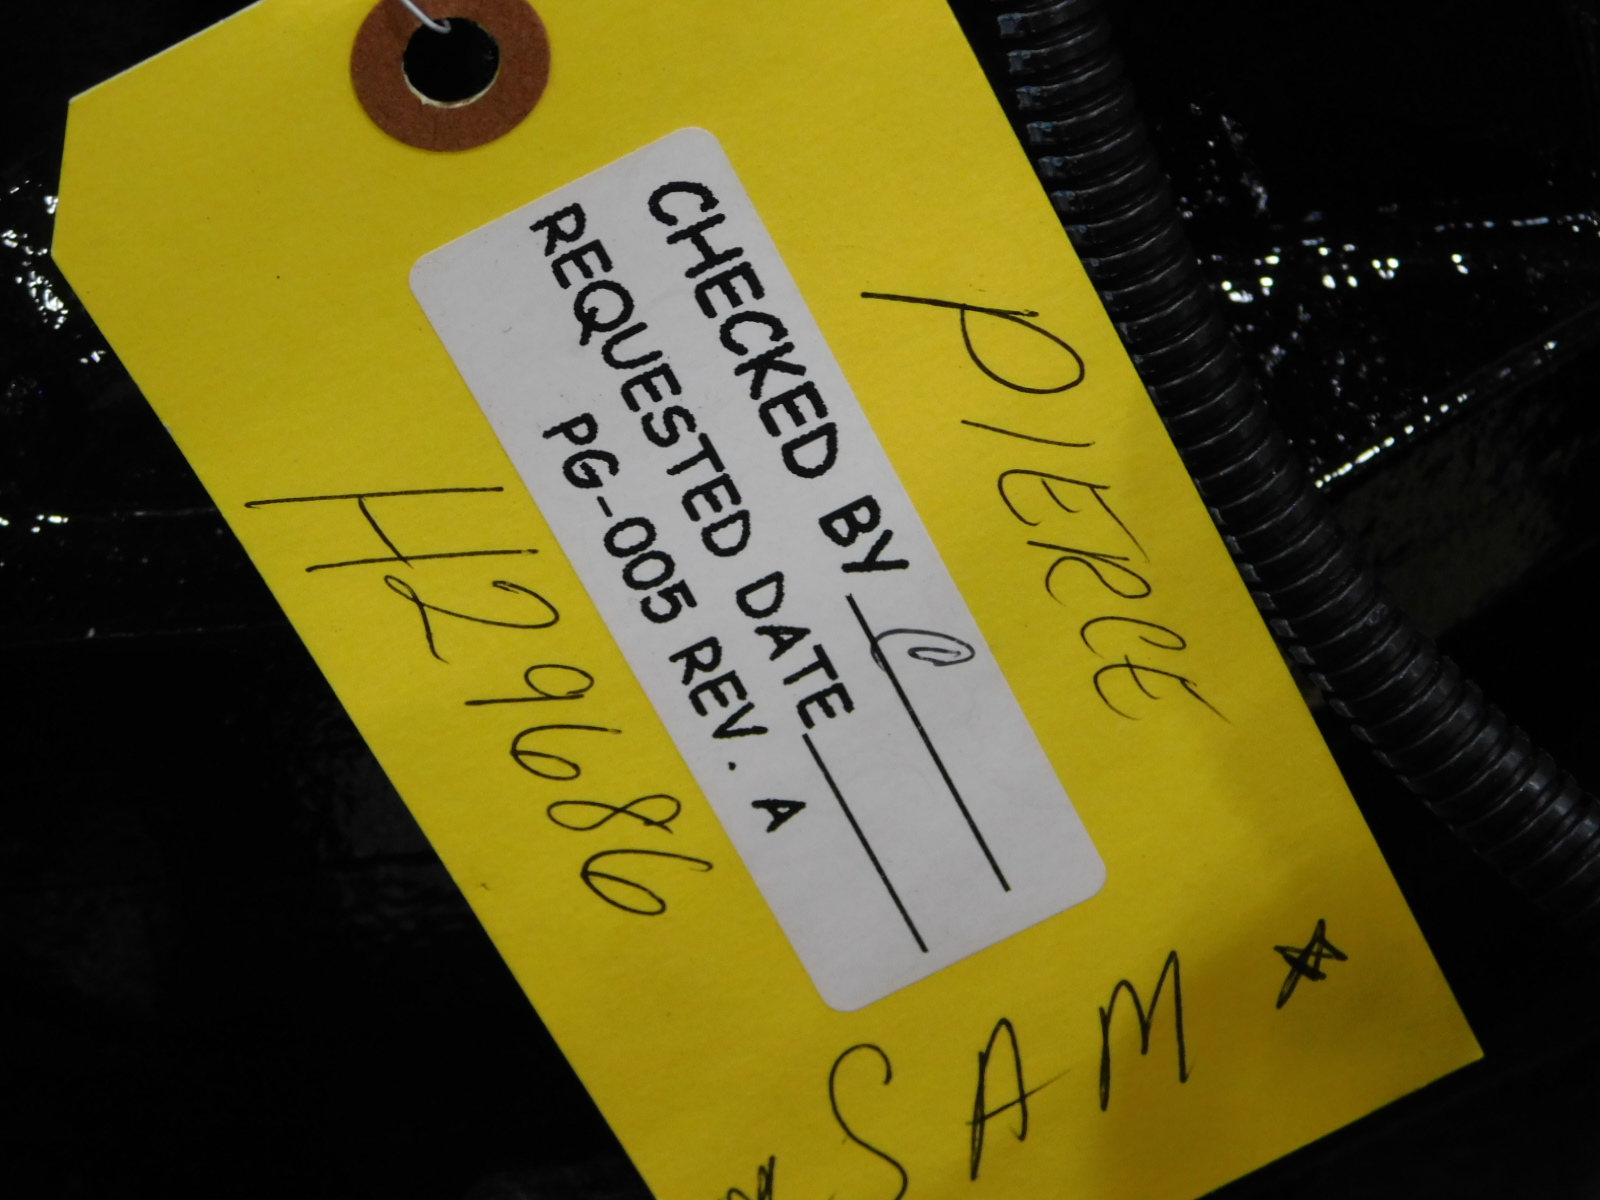 PIERCE
CHECKED BY
REQUESTED DATE
PG-005 REV. A
H29686
SAM